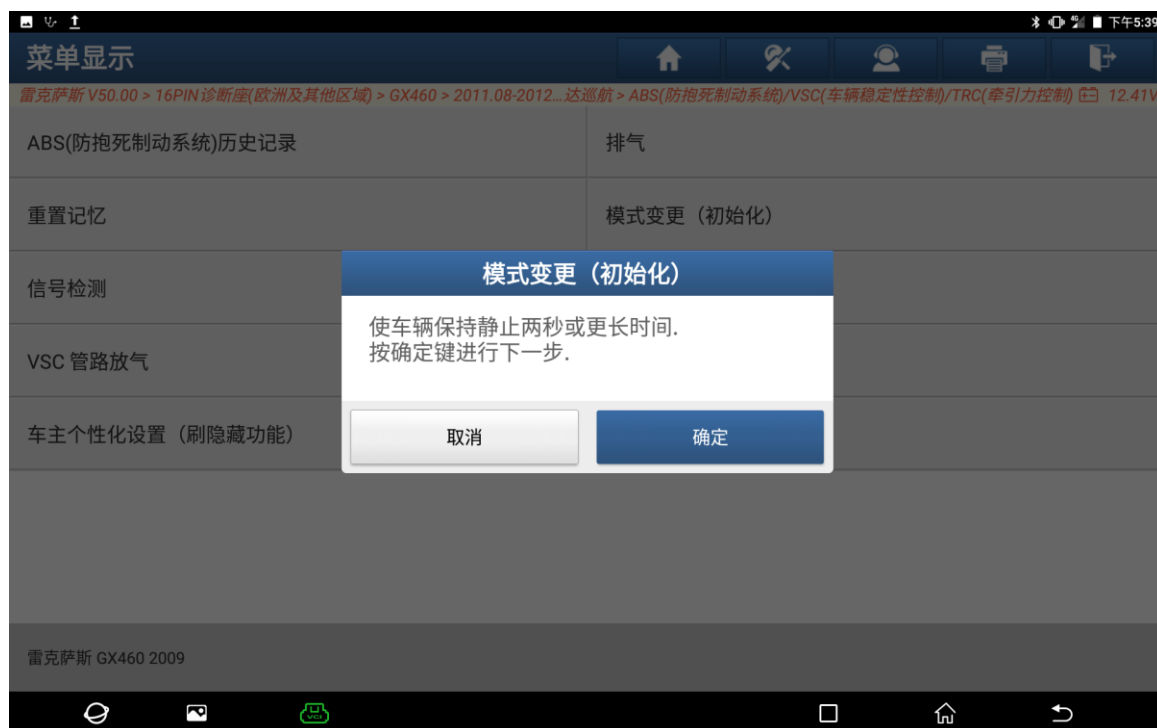 下午5:39
菜单显示
雷克萨斯 V50.00 > 16PIN诊断座(欧洲及其他区域) > GX460 > 2011.08-2012...达巡航 > ABS(防抱死制动系统)/VSC(车辆稳定性控制)/TRC(牵引力控制) 12.41V
ABS(防抱死制动系统)历史记录
排气
重置记忆
模式变更（初始化）
信号检测
VSC 管路放气
车主个性化设置（刷隐藏功能）
模式变更（初始化）
使车辆保持静止两秒或更长时间.
按确定键进行下一步.
取消
确定
雷克萨斯 GX460 2009
VCI